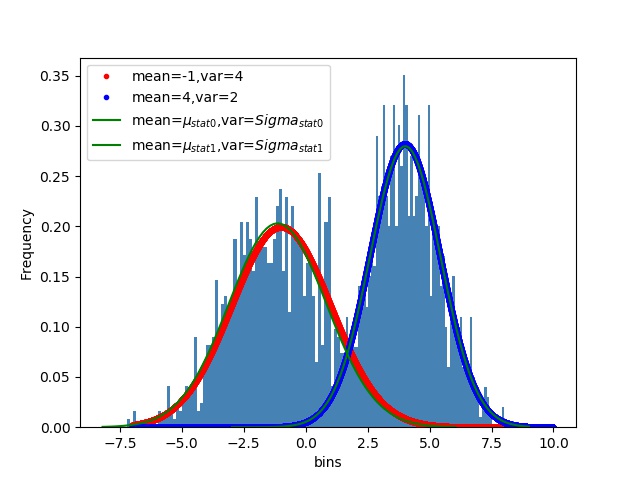 mean=-1,var=4
mean=4,var=2
mean=μstat0,var=Sigmastat0
mean=μstat1,var=Sigmastat1
0.35
0.30
0.25
0.20
0.15
0.10
0.05
0.00
Frequency
−7.5 −5.0 −2.5 0.0 2.5 5.0 7.5 10.0
bins